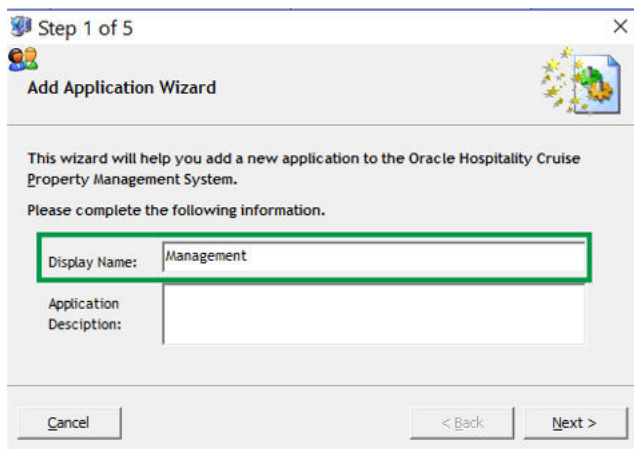 Step 1 of 5
Add Application Wizard
This wizard will help you add a new application to the Oracle Hospitality Cruise
Property Management System.
Please complete the following information.
Display Name:
Management
Application
Desciption:
Cancel
< Back
Next >